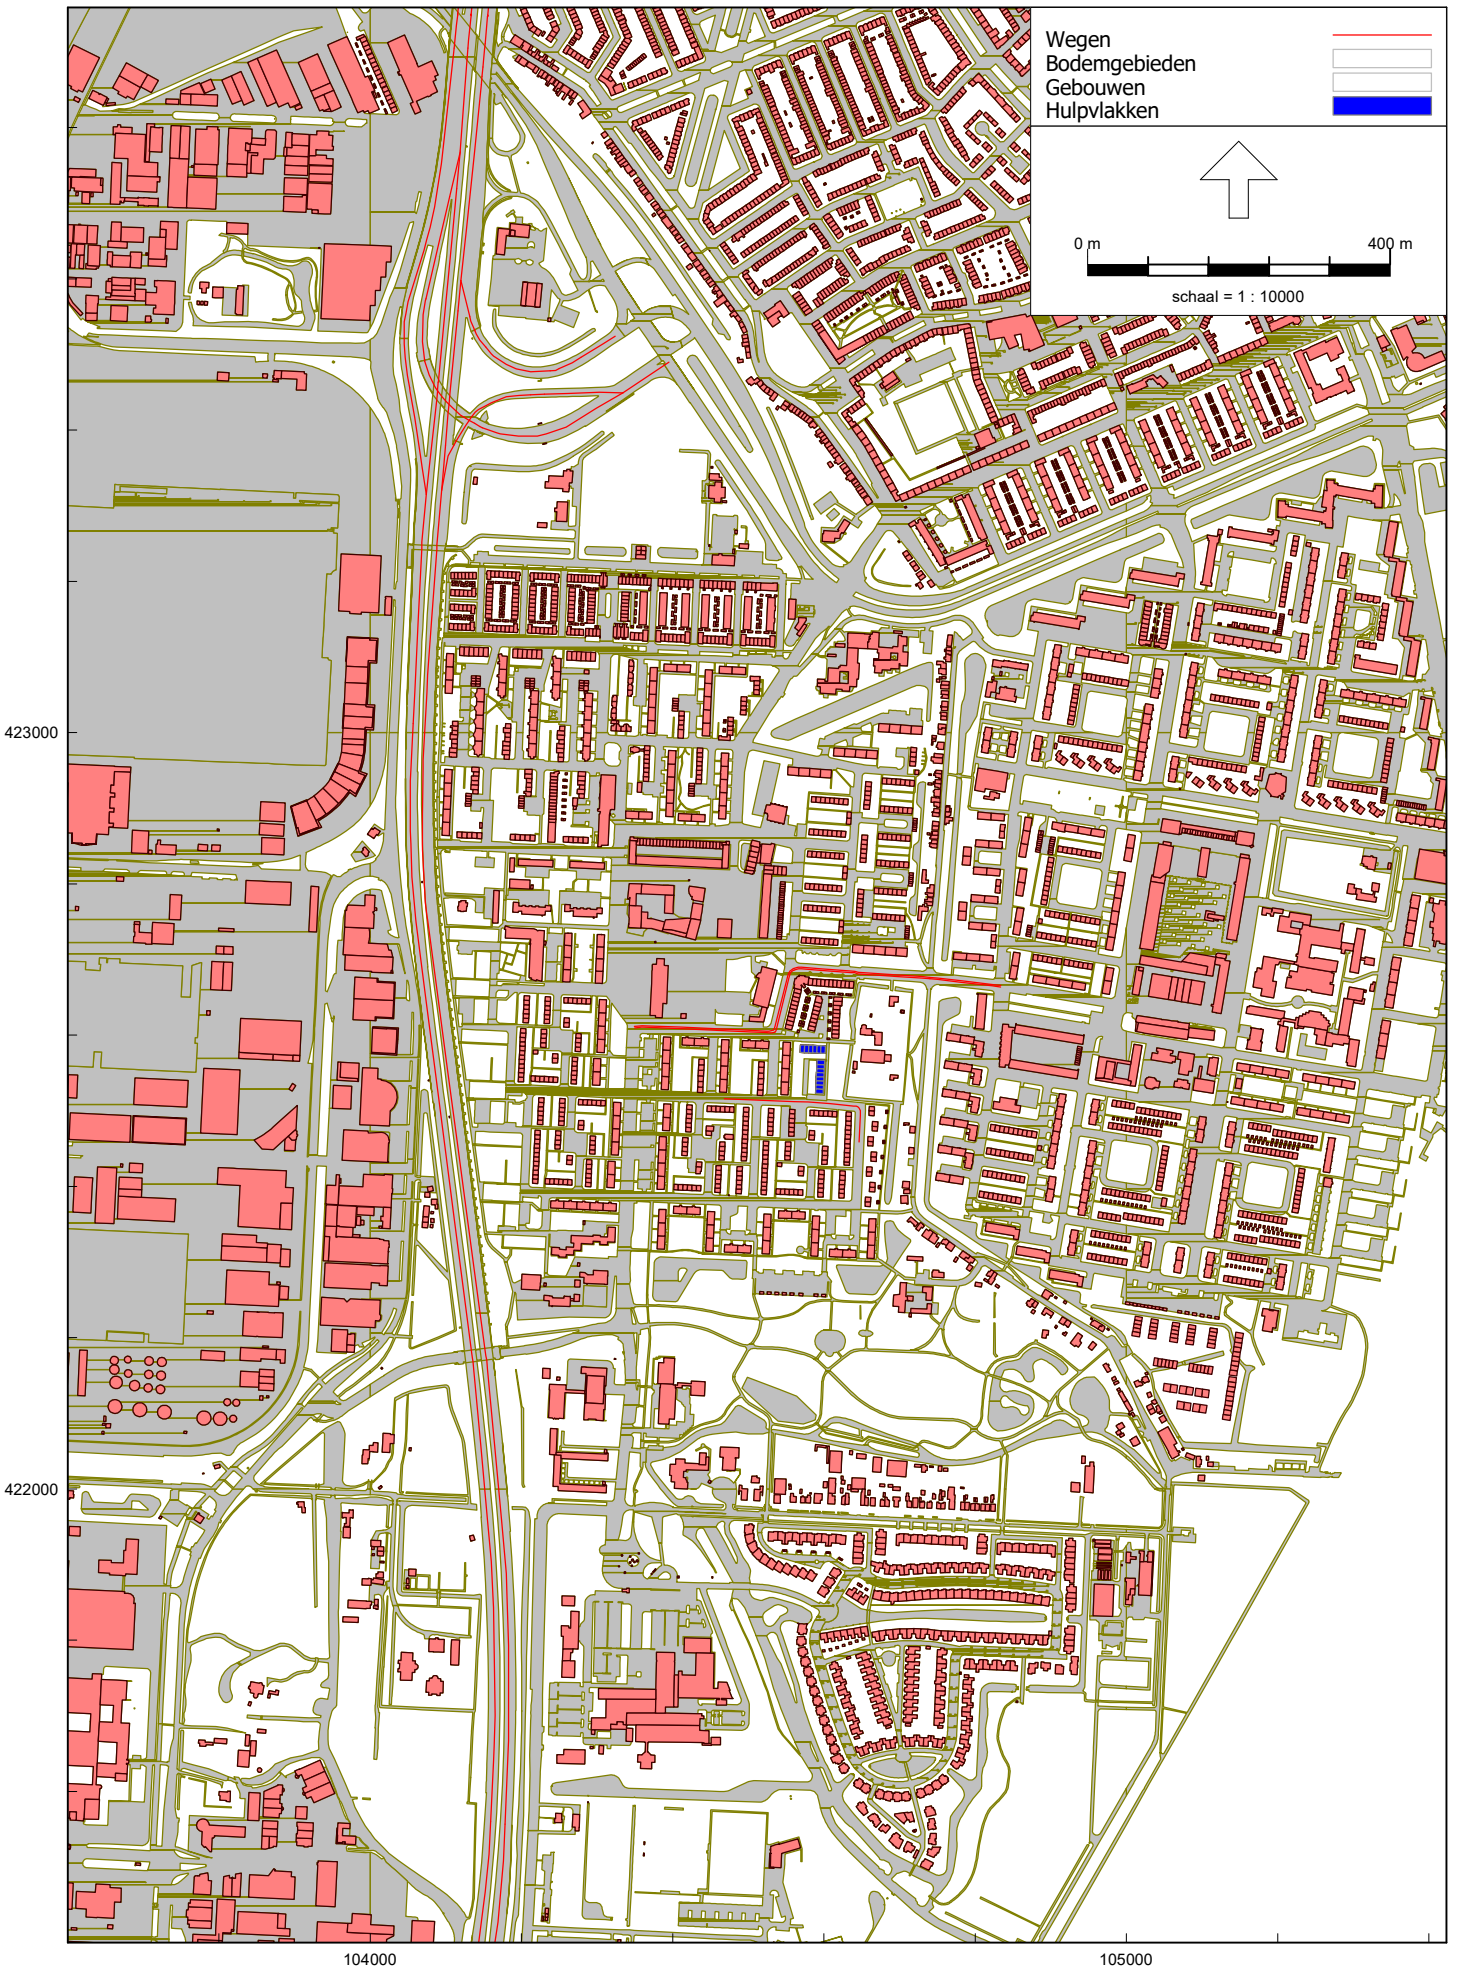 Wegen
Bodemgebieden
Gebouwen
Hulpvlakken
0 m 400 m
schaal = 1 : 10000
423000
422000
104000 105000